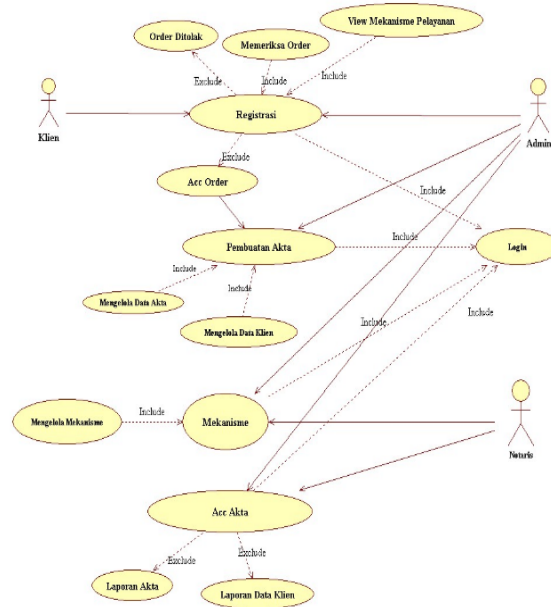 View Mekanisme Pelayanan
Order Ditolak
Memeriksa Order
Exclude
Include
Include
Klien
Registrasi
Admin
Exclude
Acc Order
Include
Pembuatan Akta
Include
Login
Include
Mengelola Data Akta
Include
Mengelola Data Klien
Include
Mengelola Mekanisme
Include
Mekanisme
Notaris
Acc Akta
Exclude
Exclude
Laporan Akta
Laporan Data Klien